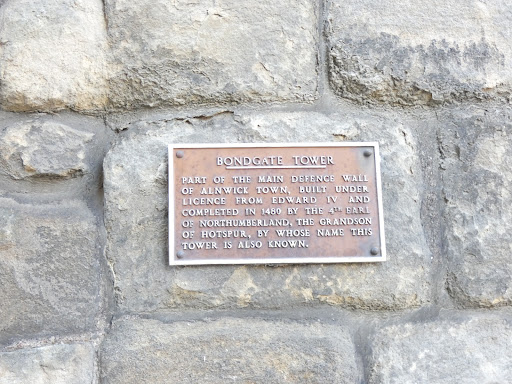 BONDGATE TOWER
PART OF THE MAIN DEFENCE WALL
OF ALNWICK TOWN, BUILT UNDER
LICENCE FROM EDWARD IV AND
COMPLETED IN 1480 BY THE 4TH EARL
OF NORTHUMBERLAND, THE GRANDSON
OF HOTSPUR, BY WHOSE NAME THIS
TOWER IS ALSO KNOWN.